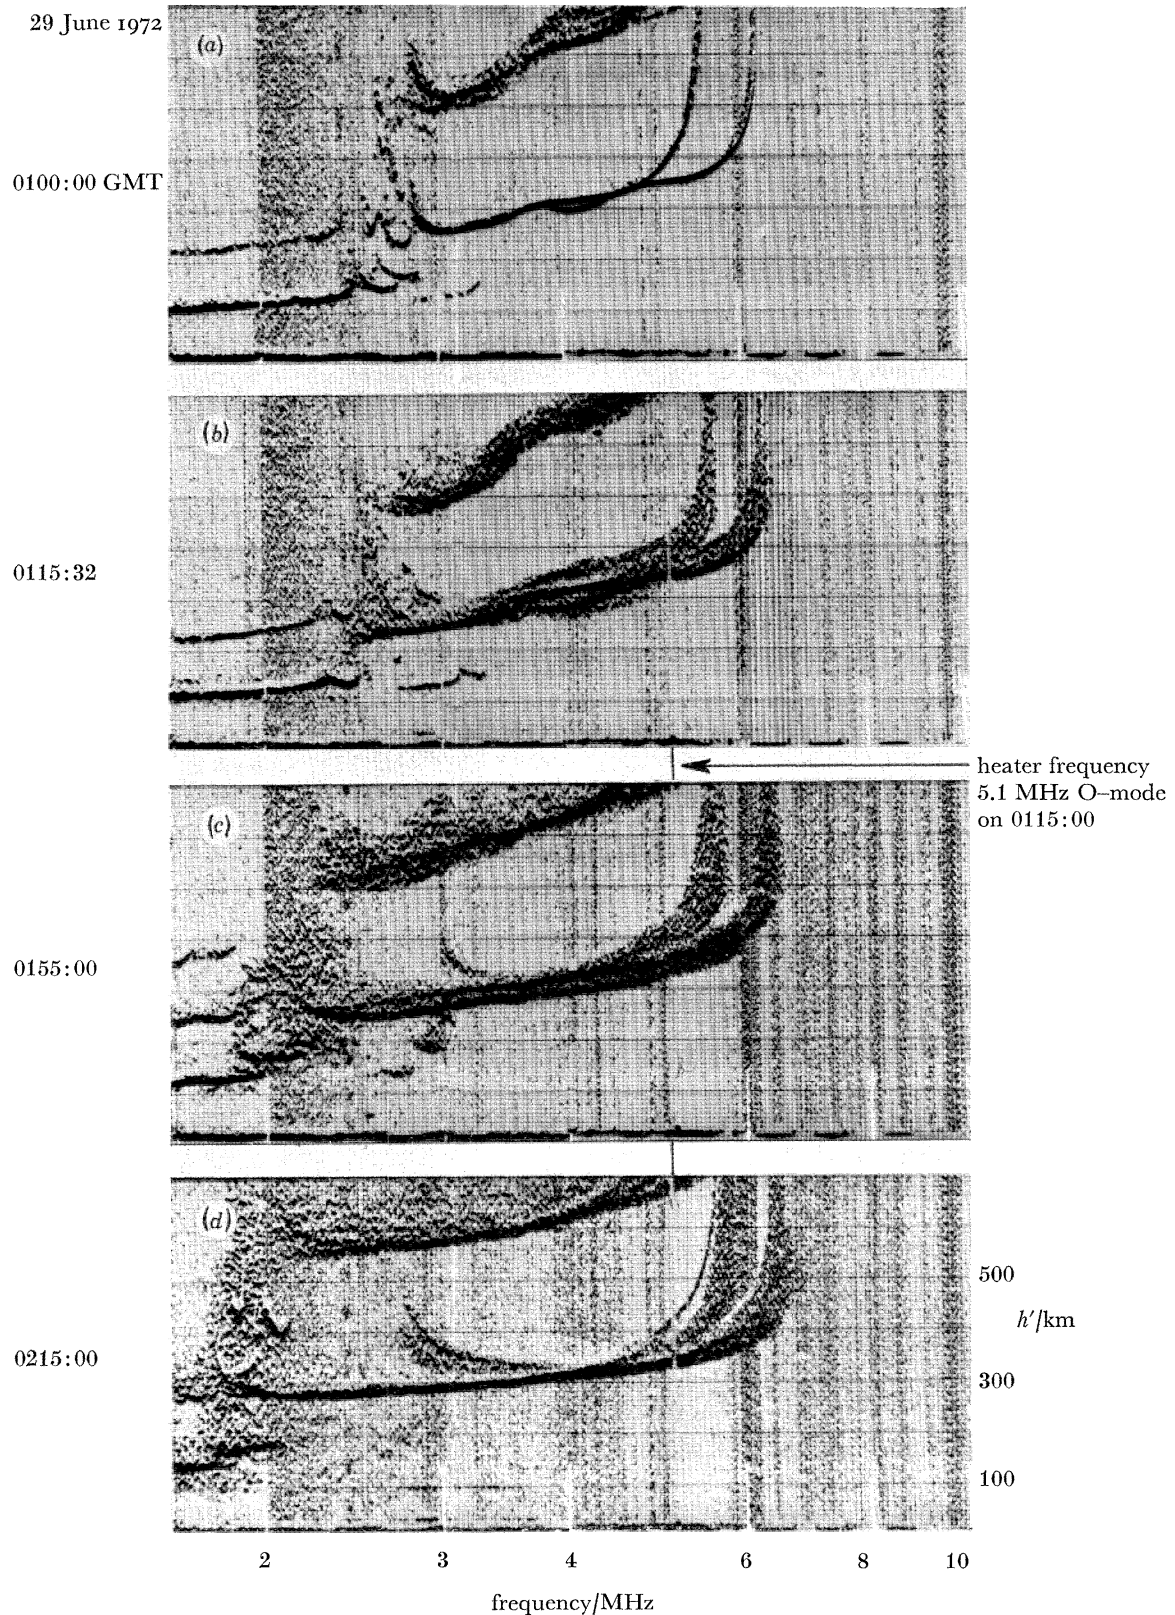 29 June 1972
(a)
0100:00 GMT
(b)
0115:32
heater frequency
5.1 MHz O–mode
on 0115:00
(c)
0155:00
(d)
500
h′/km
0215:00
300
100
2 3 4 6 8 10
frequency/MHz